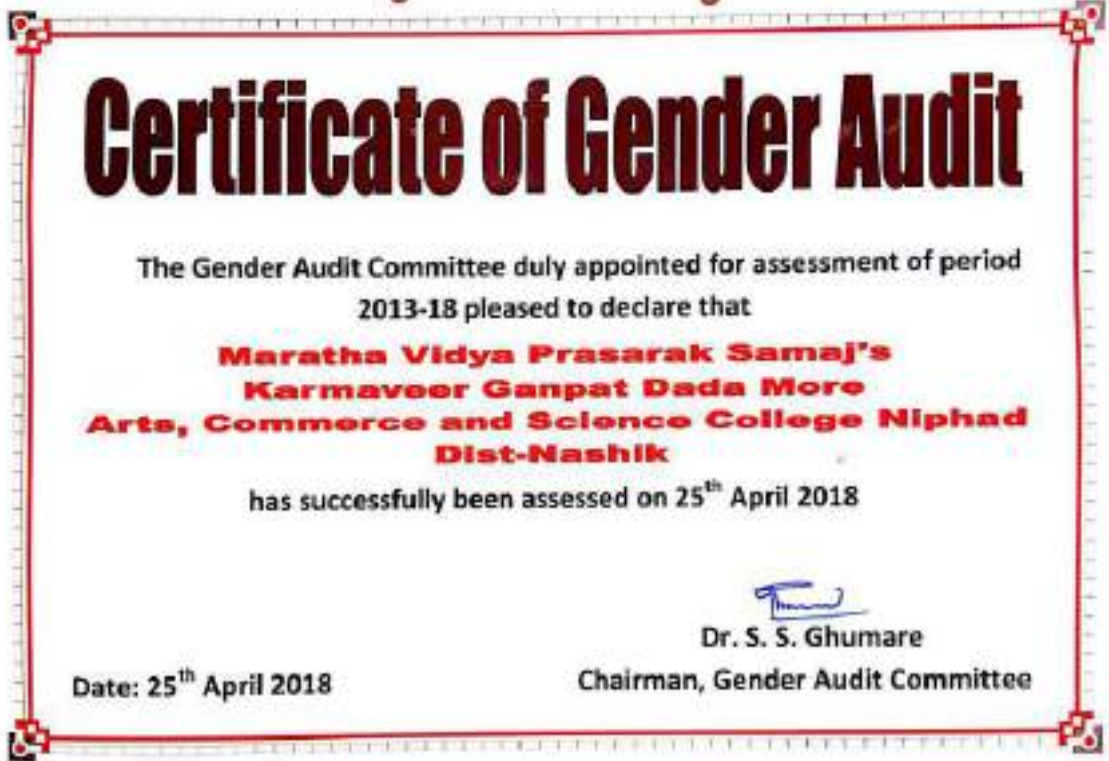 Certificate of Gender Audit
The Gender Audit Committee duly appointed for assessment of period
2013-18 pleased to declare that
Maratha Vidya Prasarak Samaj's
Karmaveer Ganpat Dada More
Arts, Commerce and Science College Niphad
Dist-Nashik
has successfully been assessed on 25th April 2018
Dr. S. S. Ghumare
Date: 25th April 2018
Chairman, Gender Audit Committee